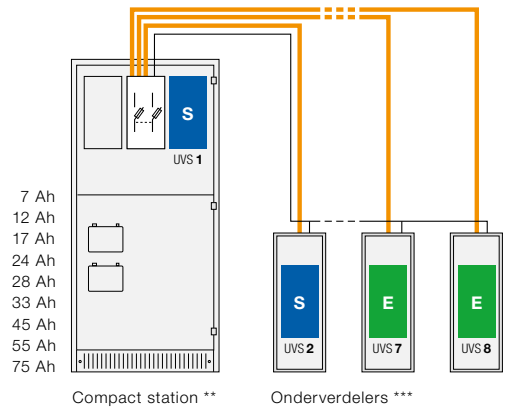 S
UVS 1
7 Ah
12 Ah
17 Ah
24 Ah
28 Ah
33 Ah
45 Ah
55 Ah
75 Ah
S
UVS 2
E
UVS 7
E
UVS 8
Compact station **
Onderverdelers ***